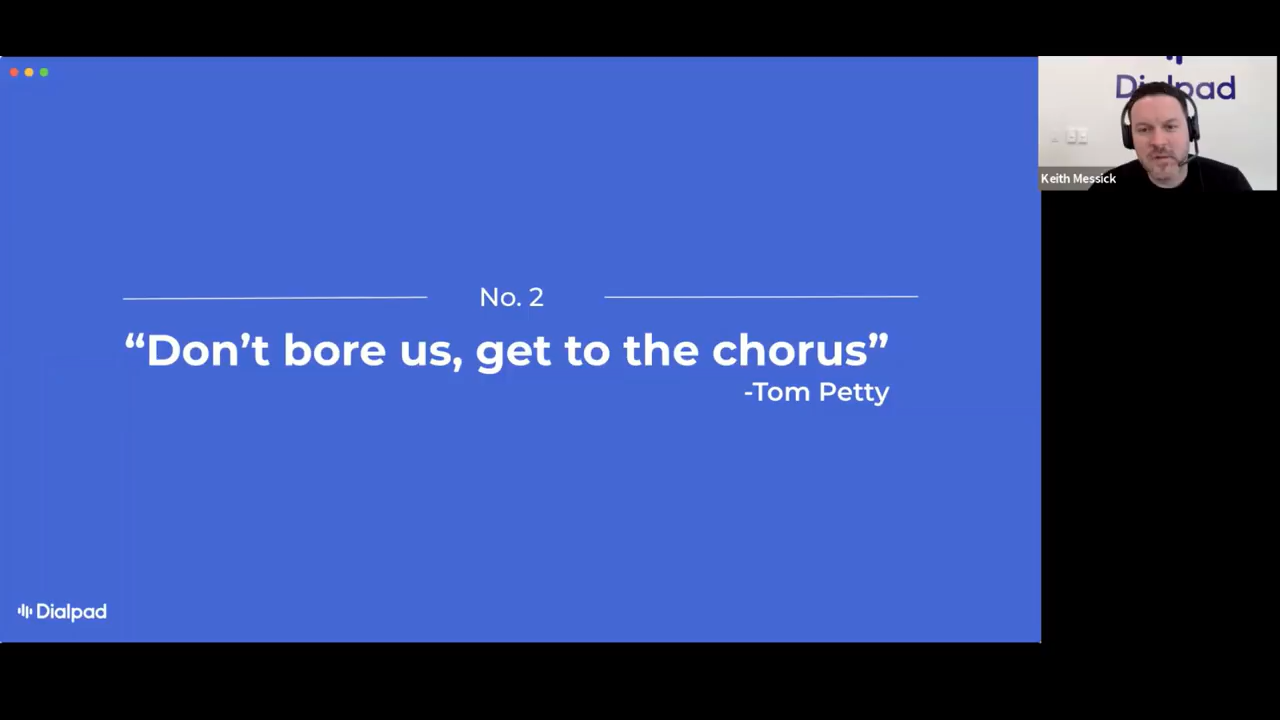 No. 2
“Don’t bore us, get to the chorus”
-Tom Petty
Dialpad
Dialpad
Keith Messick